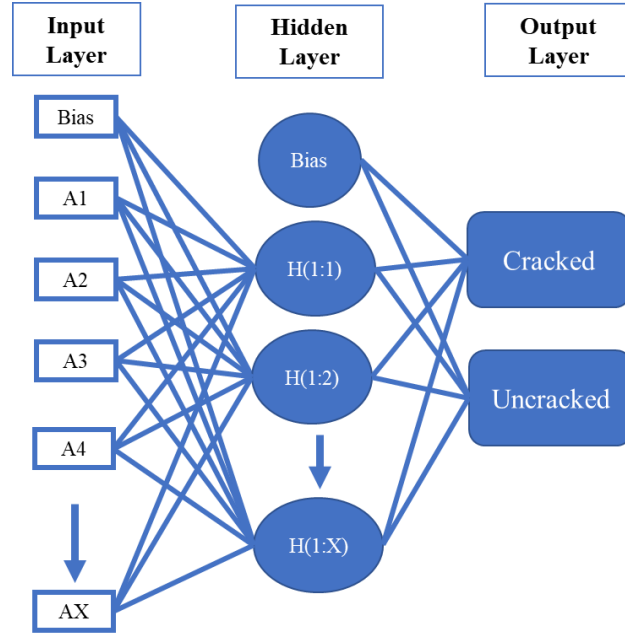 Input
Layer
Hidden
Layer
Output
Layer
Bias
A1
A2
A3
A4
AX
Bias
H(1:1)
H(1:2)
H(1:X)
Cracked
Uncracked